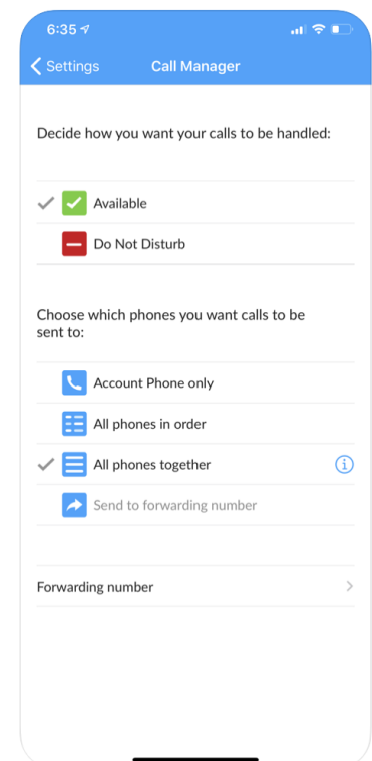 6:35
Settings
Call Manager
Decide how you want your calls to be handled:
Available
Do Not Disturb
Choose which phones you want calls to be
sent to:
Account Phone only
All phones in order
All phones together
Send to forwarding number
Forwarding number